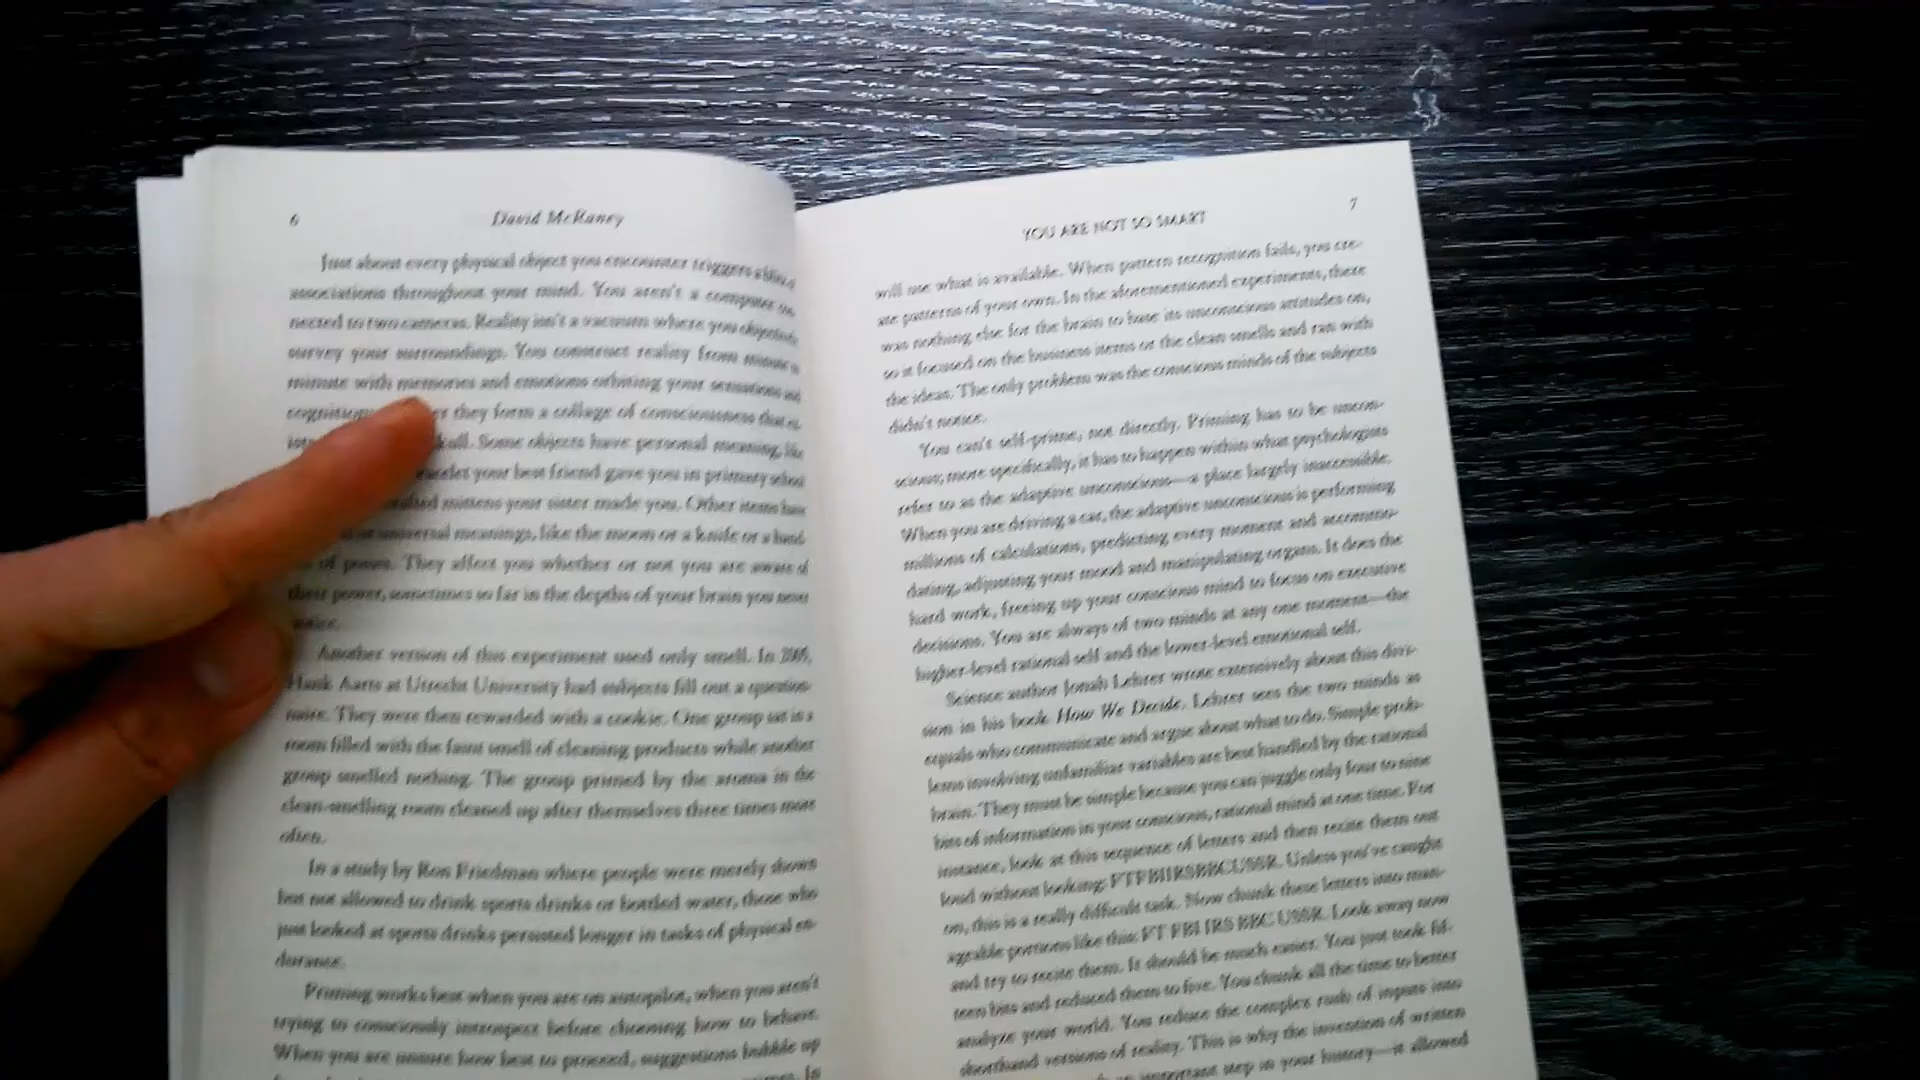 6
David McRaney
Just about every physical object you encounter triggers a blitz
associations throughout your mind. You aren't a computer
nected to two cameras. Reality isn't a vacuum where you objectively
survey your surroundings. You construct reality from minute
minute with memories and emotions orbiting your sensations
cognition they form a collage of consciousness that
skull. Some objects have personal meaning, like
bracelet your best friend gave you in primary school
mittens your sister made you. Other items have
universal meanings, like the moon or a knife or a hand-
of posies. They affect you whether or not you are aware of
their power, sometimes so far in the depths of your brain you never
notice.
Another version of this experiment used only smell. In 2005,
Hank Aarts at Utrecht University had subjects fill out a question-
naire. They were then rewarded with a cookie. One group sat in a
room filled with the faint smell of cleaning products while another
group smelled nothing. The group primed by the aroma in the
clean-smelling room cleaned up after themselves three times more
often.
In a study by Ron Friedman where people were merely shown
but not allowed to drink sports drinks or bottled water, those who
just looked at sports drinks persisted longer in tasks of physical en-
durance.
Priming works best when you are on autopilot, when you aren't
trying to consciously introspect before choosing how to behave.
When you are unsure how best to proceed, suggestions bubble up
In
YOU ARE NOT SO SMART
7
will use what is available. When pattern recognition fails, you cre-
ate patterns of your own. In the aforementioned experiments, there
was nothing else for the brain to base its unconscious attitudes on,
so it focused on the business items or the clean smells and ran with
the ideas. The only problem was the conscious minds of the subjects
didn't notice.
You can't self-prime, not directly. Priming has to be uncon-
scious; more specifically, it has to happen within what psychologists
refer to as the adaptive unconscious—a place largely inaccessible.
When you are driving a car, the adaptive unconscious is performing
millions of calculations, predicting every moment and accommo-
dating, adjusting your mood and manipulating organs. It does the
hard work, freeing up your conscious mind to focus on executive
decisions. You are always of two minds at any one moment—the
higher-level rational self and the lower-level emotional self.
Science author Jonah Lehrer wrote extensively about this divi-
sion in his book How We Decide. Lehrer sees the two minds as
equals who communicate and argue about what to do. Simple prob-
lems involving unfamiliar variables are best handled by the rational
brain. They must be simple because you can juggle only four to nine
bits of information in your conscious, rational mind at one time. For
instance, look at this sequence of letters and then recite them out
loud without looking: RTFBIIRSBBCUSSR. Unless you've caught
on, this is a really difficult task. Now chunk these letters into man-
ageable portions like this: RT FBI IRS BBC USSR. Look away now
and try to recite them. It should be much easier. You just took fif-
teen bits and reduced them to five. You chunk all the time to better
analyze your world. You reduce the complex rush of inputs into
shorthand versions of reality. This is why the invention of written
an important step in your history—it allowed